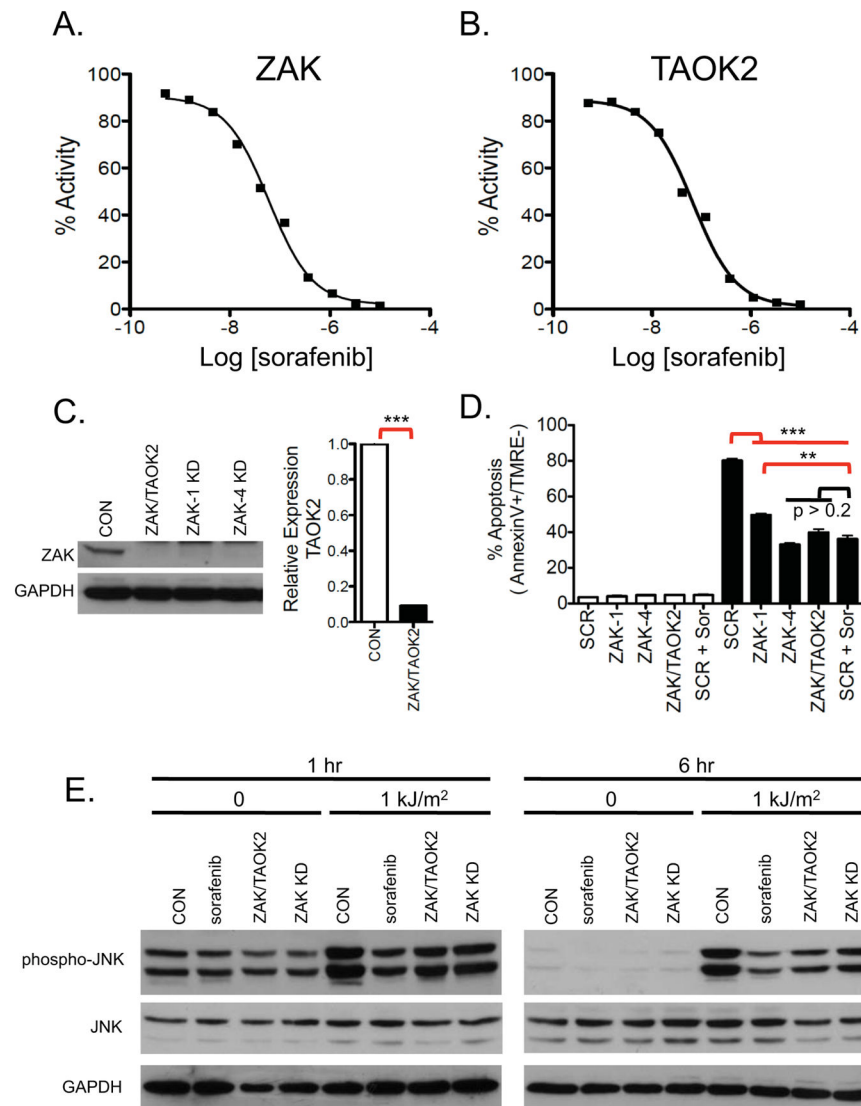 A.
ZAK
100
80
60
40
20
0
% Activity
-10
-8
-6
-4
Log [sorafenib]
B.
TAOK2
100
80
60
40
20
0
% Activity
-10
-8
-6
-4
Log [sorafenib]
C.
CON
ZAK/TAOK2
ZAK-1 KD
ZAK-4 KD
ZAK
GAPDH
***
1.0
0.8
0.6
0.4
0.2
0.0
Relative Expression
TAOK2
CON
ZAK/TAOK2
D.
100
80
60
40
20
0
% Apoptosis
( AnnexinV+/TMRE-)
***
**
p > 0.2
SCR
ZAK-1
ZAK-4
ZAK/TAOK2
SCR + Sor
SCR
ZAK-1
ZAK-4
ZAK/TAOK2
SCR + Sor
E.
1 hr
0
1 kJ/m²
CON
sorafenib
ZAK/TAOK2
ZAK KD
CON
sorafenib
ZAK/TAOK2
ZAK KD
6 hr
0
1 kJ/m²
CON
sorafenib
ZAK/TAOK2
ZAK KD
CON
sorafenib
ZAK/TAOK2
ZAK KD
phospho-JNK
JNK
GAPDH